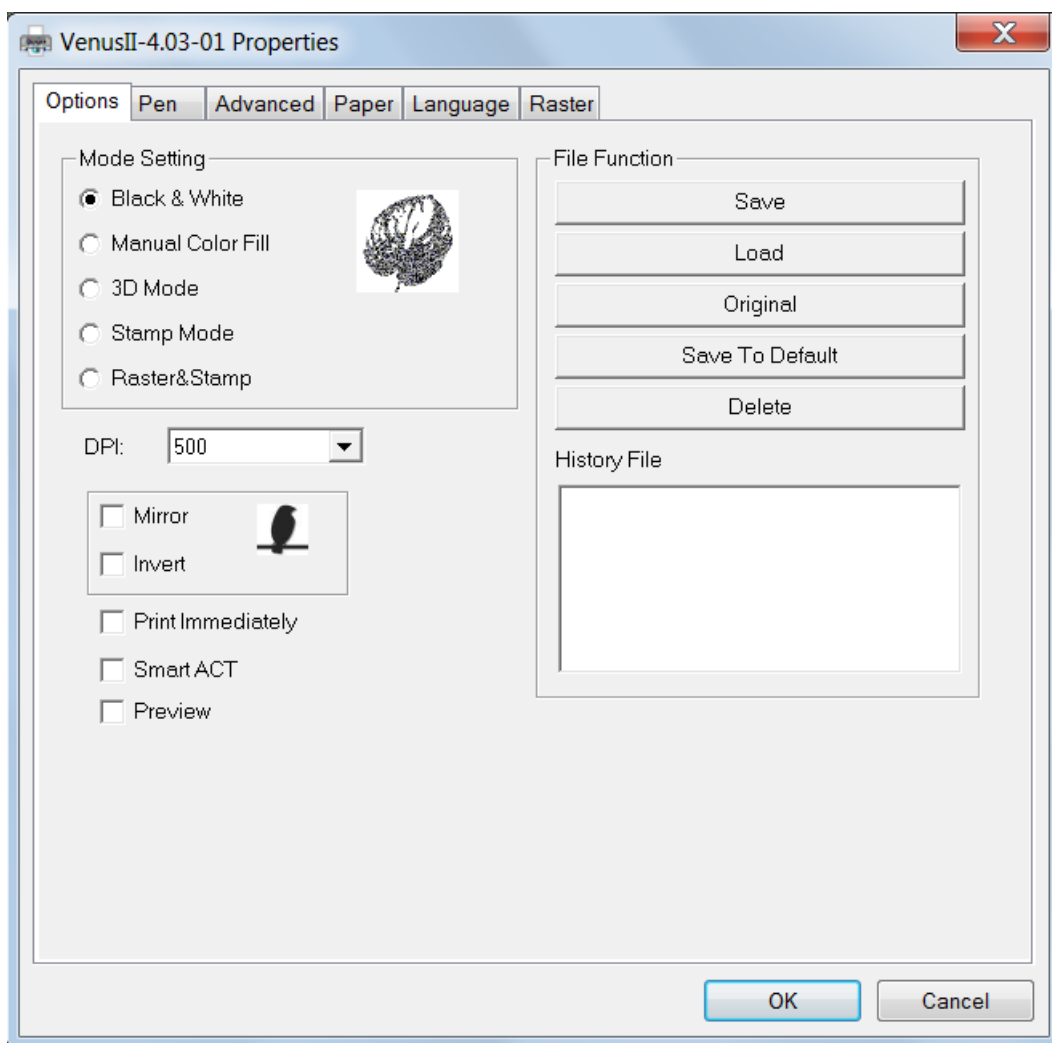 VenusII-4.03-01 Properties
X
Options Pen Advanced Paper Language Raster
Mode Setting
Black & White
Manual Color Fill
3D Mode
Stamp Mode
Raster&Stamp
DPI: 500
Mirror
Invert
Print Immediately
Smart ACT
Preview
File Function
Save
Load
Original
Save To Default
Delete
History File
OK Cancel